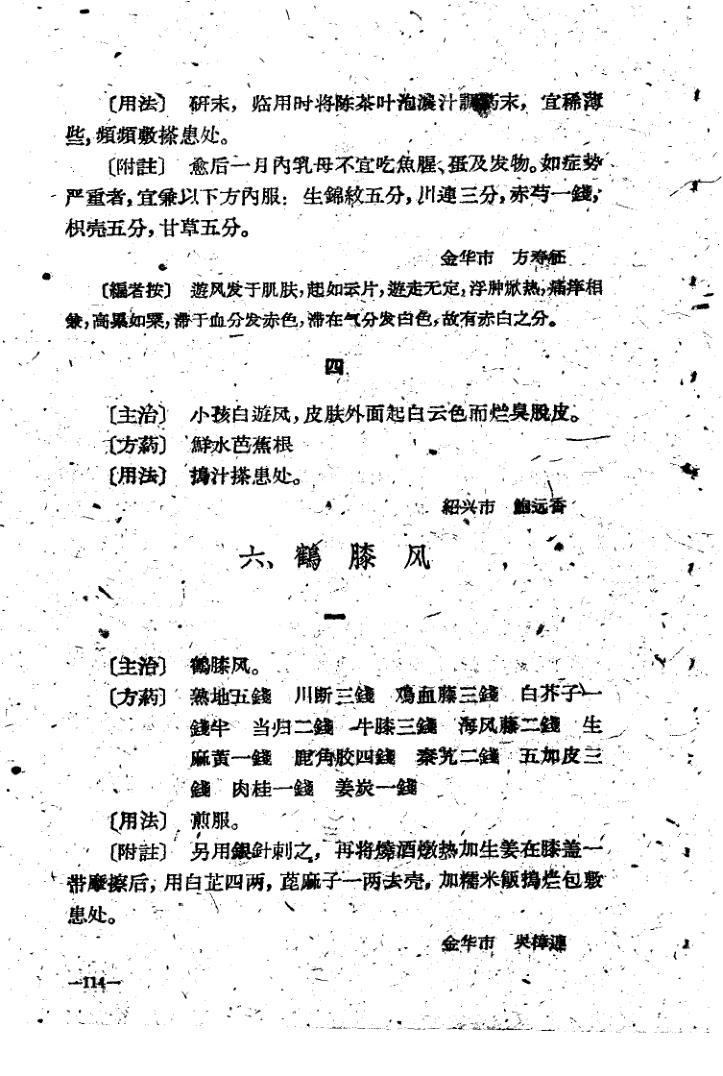 〔用法〕 研末，临用时将陈茶叶泡濃汁調药末，宜稀薄
些，頻頻敷搽患处。
〔附註〕 愈后一月內乳母不宜吃魚腥、蛋及发物。如症势
严重者，宜兼以下方內服：生錦紋五分，川連三分，赤芍一錢，
枳壳五分，甘草五分。
金华市 方寿征
〔編者按〕 遊风发于肌肤，起如云片，遊走无定，浮肿焮热，痛痒相
兼，高累如粟，滯于血分发赤色，滯在气分发白色，故有赤白之分。
四
〔主治〕 小孩白遊风，皮肤外面起白云色而烂臭脫皮。
〔方葯〕 鮮水芭蕉根
〔用法〕 搗汁搽患处。
紹兴市 鮑远香
六、鶴膝风
一
〔主治〕 鶴膝风。
〔方葯〕 熟地五錢 川断三錢 鸡血藤三錢 白芥子一
錢半 当归二錢 牛膝三錢 海风藤二錢 生
麻黃一錢 鹿角胶四錢 秦艽二錢 五加皮三
錢 肉桂一錢 姜炭一錢
〔用法〕 煎服。
〔附註〕 另用銀針刺之，再将燒酒燉热加生姜在膝盖一
带摩擦后，用白芷四两，蓖麻子一两去壳，加糯米飯搗烂包敷
患处。
金华市 吳樟漣
—114—